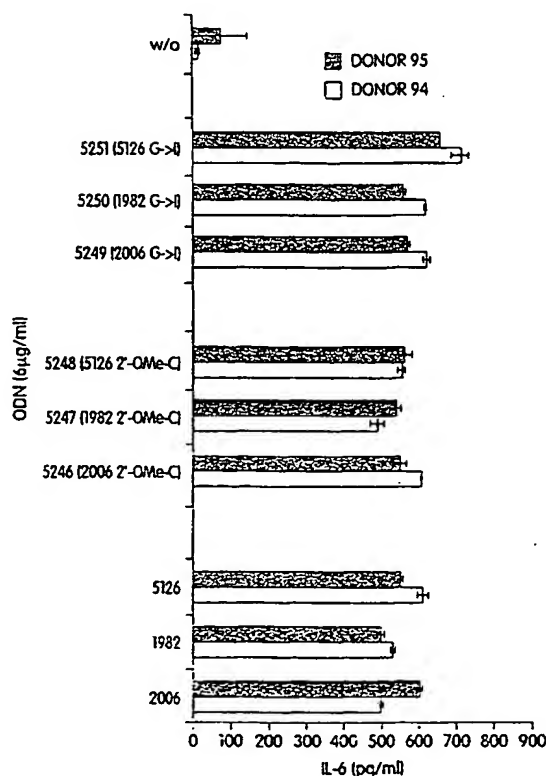 w/o
DONOR 95
DONOR 94
5251 (5126 G->I)
5250 (1982 G->I)
5249 (2006 G->I)
5248 (5126 2'-OMe-C)
5247 (1982 2'-OMe-C)
5246 (2006 2'-OMe-C)
5126
1982
2006
ODN (6µg/ml)
0 100 200 300 400 500 600 700 800 900
IL-6 (pg/ml)